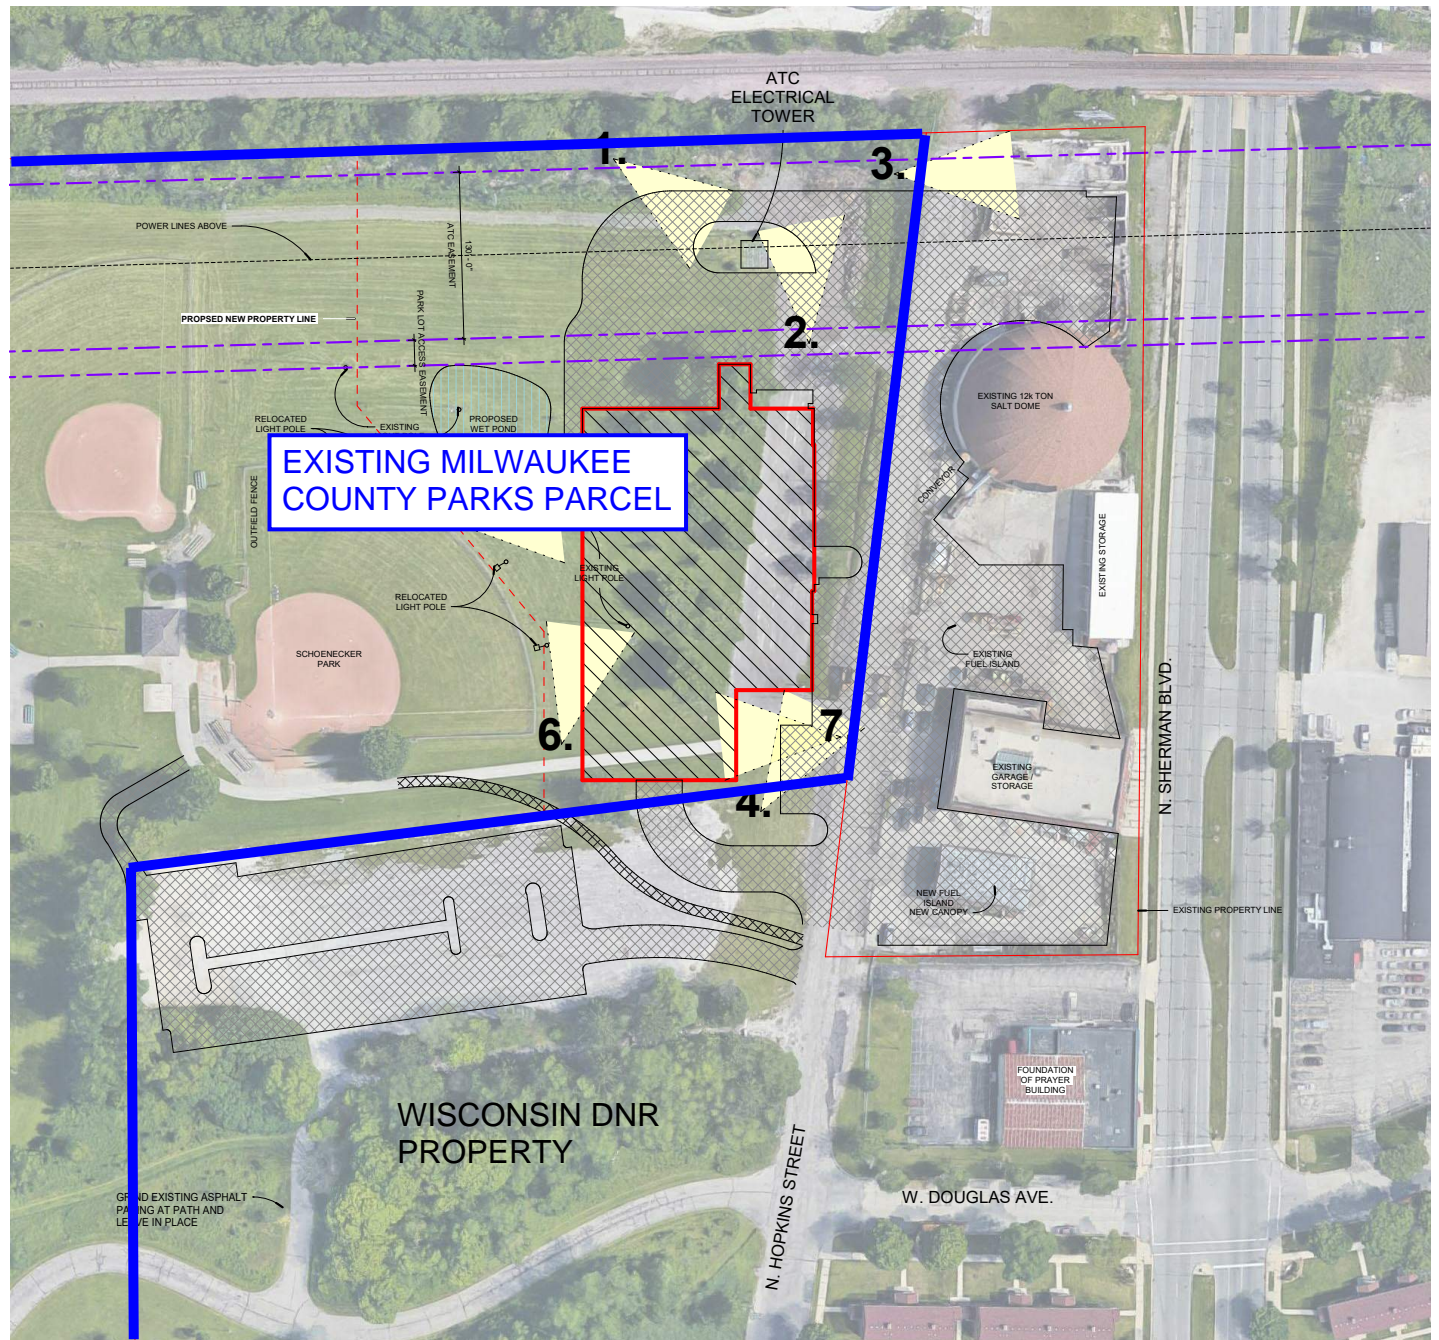 ATC
ELECTRICAL
TOWER
1.
3.
POWER LINES ABOVE
ATC EASEMENT
130' - 0"
PROPSED NEW PROPERTY LINE
PARK LOT ACCESS EASEMENT
2.
EXISTING 12k TON
SALT DOME
RELOCATED
LIGHT POLE
EXISTING
PROPOSED
WET POND
EXISTING MILWAUKEE
COUNTY PARKS PARCEL
OUTFIELD FENCE
CONVEYOR
EXISTING STORAGE
EXISTING
LIGHT POLE
RELOCATED
LIGHT POLE
SCHOENECKER
PARK
EXISTING
FUEL ISLAND
N. SHERMAN BLVD.
6.
7
4.
EXISTING
GARAGE /
STORAGE
NEW FUEL
ISLAND
NEW CANOPY
EXISTING PROPERTY LINE
FOUNDATION
OF PRAYER
BUILDING
WISCONSIN DNR
PROPERTY
GRIND EXISTING ASPHALT
PAVING AT PATH AND
LEAVE IN PLACE
N. HOPKINS STREET
W. DOUGLAS AVE.